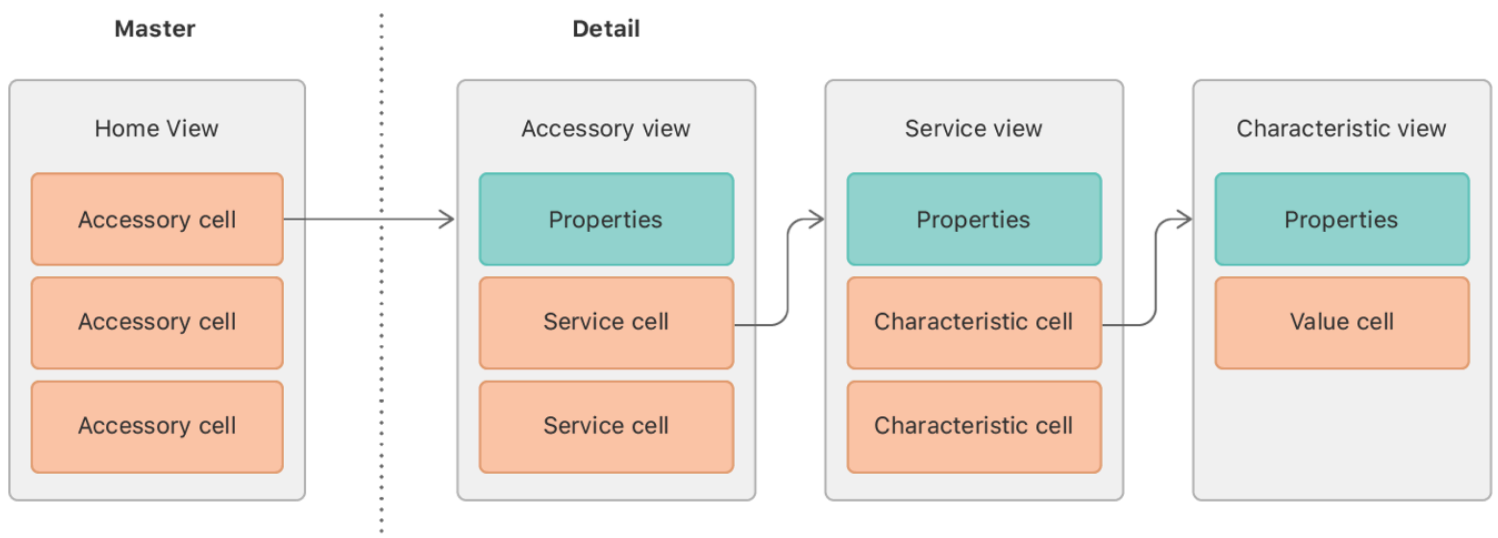 Master
Detail
Home View
Accessory cell
Accessory cell
Accessory cell
Accessory view
Properties
Service cell
Service cell
Service view
Properties
Characteristic cell
Characteristic cell
Characteristic view
Properties
Value cell